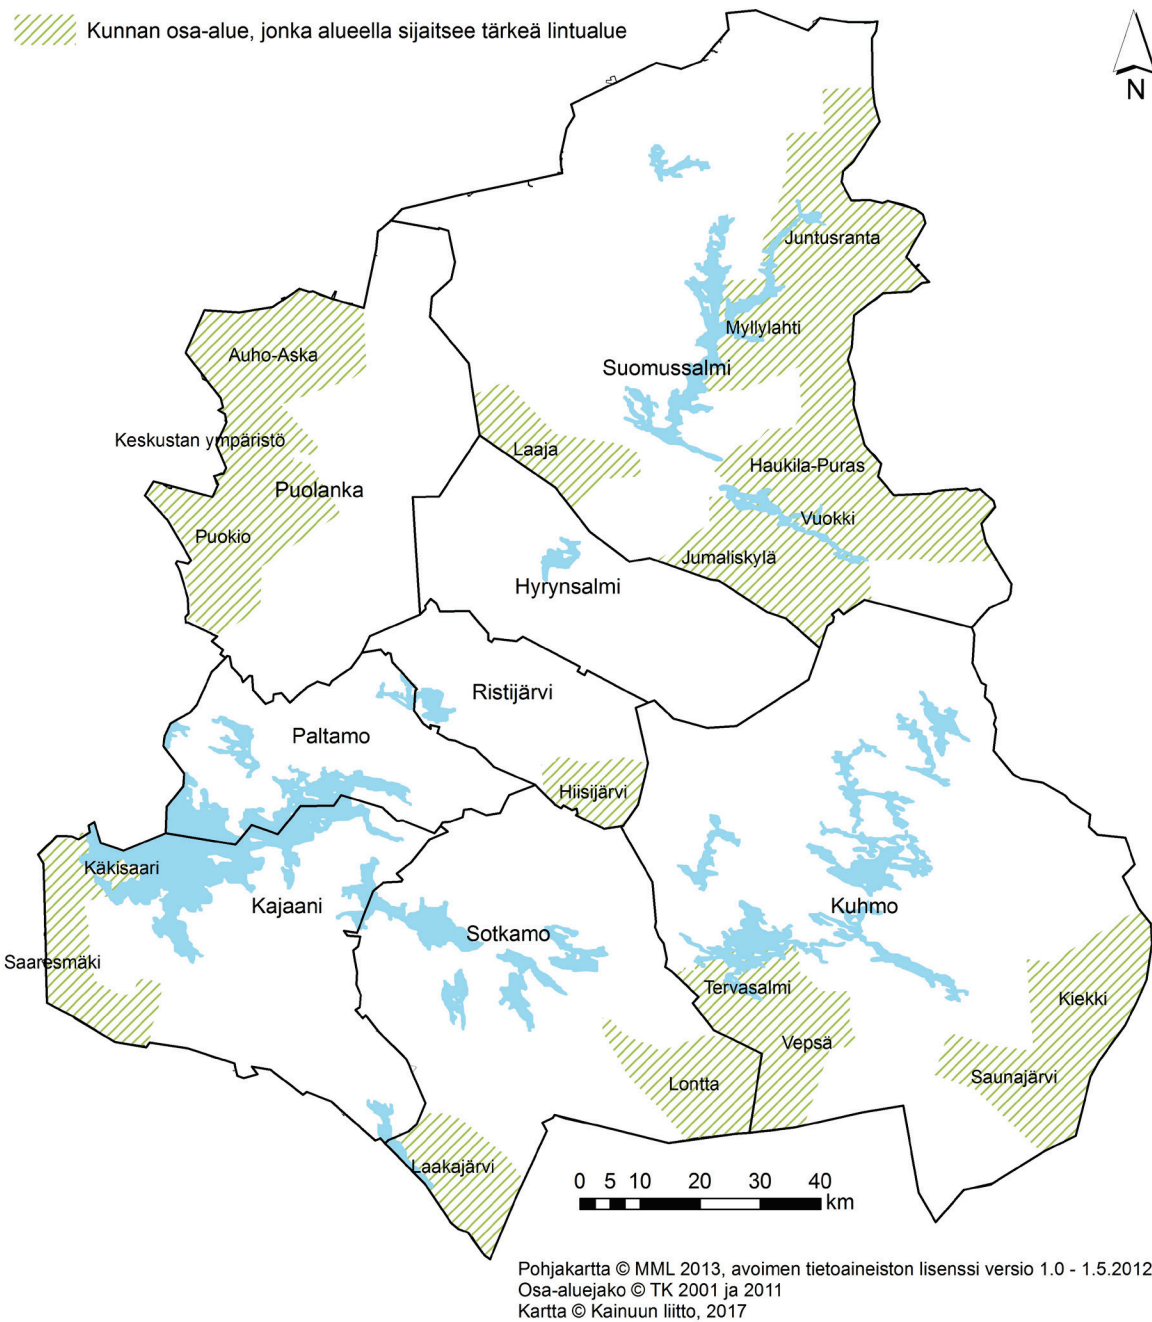 Kunnan osa-alue, jonka alueella sijaitsee tärkeä lintualue
N
Juntusranta
Myllylahti
Auho-Aska
Suomussalmi
Keskustan ympäristö
Laaja
Haukila-Puras
Puolanka
Vuokki
Puokio
Jumaliskylä
Hyrynsalmi
Ristijärvi
Paltamo
Hiisijärvi
Käkisaari
Kajaani
Kuhmo
Sotkamo
Saaresmäki
Tervasalmi
Kiekki
Vepsä
Saunajärvi
Lontta
Laakajärvi
0 5 10 20 30 40
km
Pohjakartta © MML 2013, avoimen tietoaineiston lisenssi versio 1.0 - 1.5.2012
Osa-aluejako © TK 2001 ja 2011
Kartta © Kainuun liitto, 2017